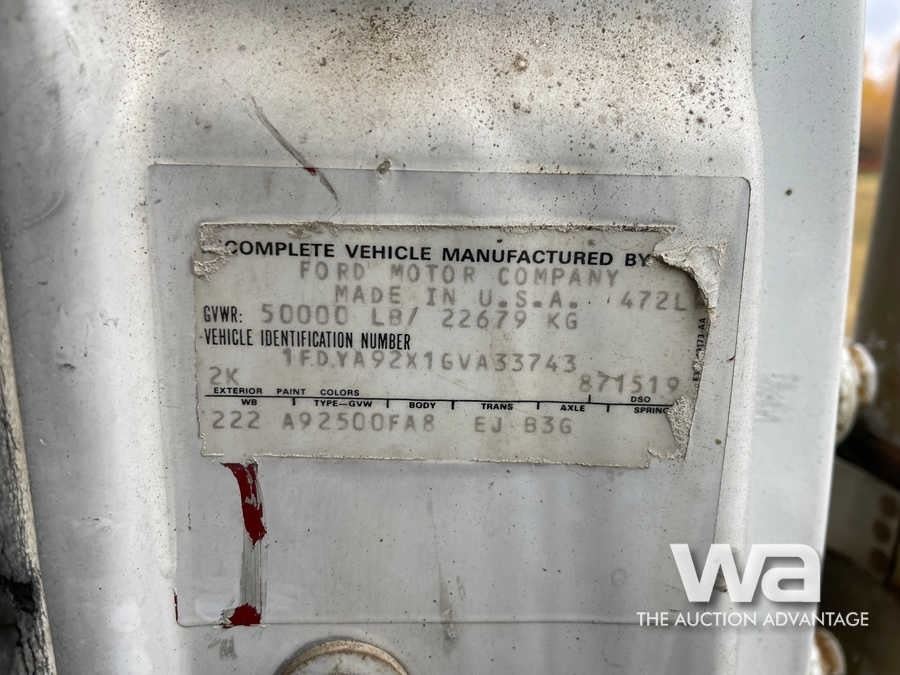 COMPLETE VEHICLE MANUFACTURED BY
FORD MOTOR COMPANY
MADE IN U.S.A. 472L
GVWR: 50000 LB/ 22679 KG
VEHICLE IDENTIFICATION NUMBER
1FDYA92X1GVA33743
2K 871519
EXTERIOR PAINT COLORS DSO
WB TYPE-GVW BODY TRANS AXLE SPRING
222 A92500FA8 EJ B3G
wa
THE AUCTION ADVANTAGE